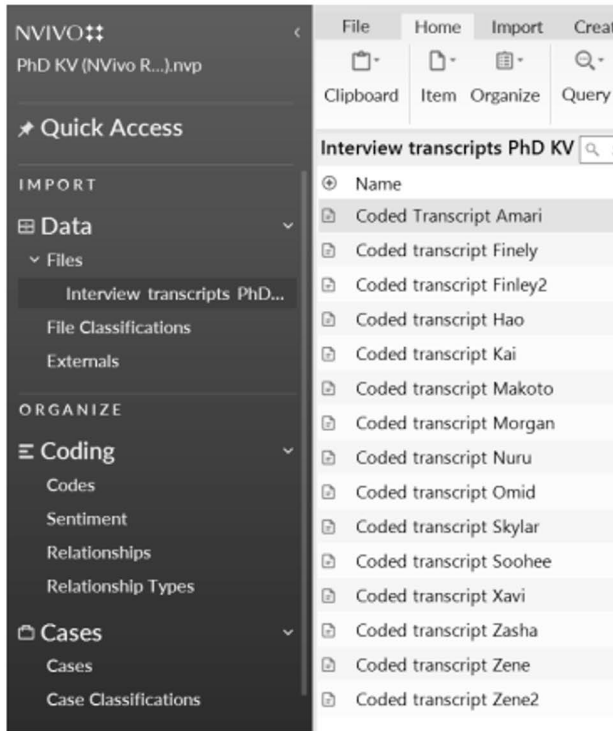 NVIVO
PhD KV (NVivo R...).nvp
Quick Access
IMPORT
Data
Files
Interview transcripts PhD...
File Classifications
Externals
ORGANIZE
Coding
Codes
Sentiment
Relationships
Relationship Types
Cases
Cases
Case Classifications
File Home Import Creat
Clipboard Item Organize Query
Interview transcripts PhD KV
Name
Coded Transcript Amari
Coded transcript Finely
Coded transcript Finley2
Coded transcript Hao
Coded transcript Kai
Coded transcript Makoto
Coded transcript Morgan
Coded transcript Nuru
Coded transcript Omid
Coded transcript Skylar
Coded transcript Soohee
Coded transcript Xavi
Coded transcript Zasha
Coded transcript Zene
Coded transcript Zene2